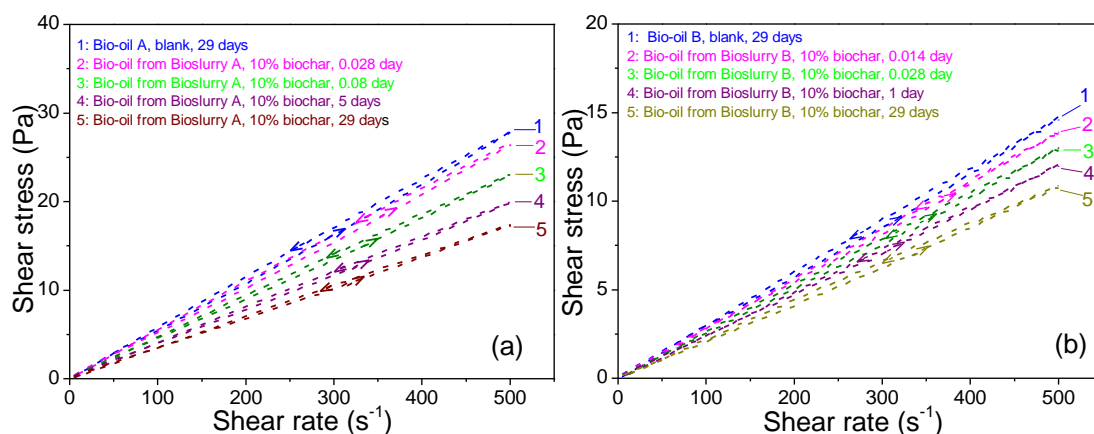 40
30
20
10
0
Shear stress (Pa)
1: Bio-oil A, blank, 29 days
2: Bio-oil from Bioslurry A, 10% biochar, 0.028 day
3: Bio-oil from Bioslurry A, 10% biochar, 0.08 day
4: Bio-oil from Bioslurry A, 10% biochar, 5 days
5: Bio-oil from Bioslurry A, 10% biochar, 29 days
1
2
3
4
5
(a)
0 100 200 300 400 500
Shear rate (s-1)
20
15
10
5
0
Shear stress (Pa)
1: Bio-oil B, blank, 29 days
2: Bio-oil from Bioslurry B, 10% biochar, 0.014 day
3: Bio-oil from Bioslurry B, 10% biochar, 0.028 day
4: Bio-oil from Bioslurry B, 10% biochar, 1 day
5: Bio-oil from Bioslurry B, 10% biochar, 29 days
1
2
3
4
5
(b)
0 100 200 300 400 500
Shear rate (s-1)